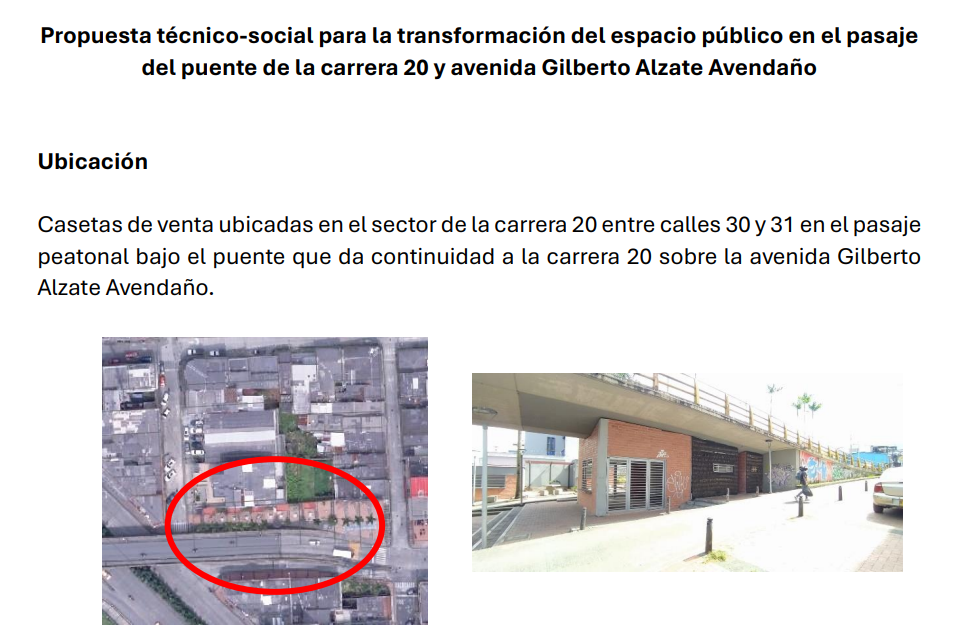 Propuesta técnico-social para la transformación del espacio público en el pasaje
del puente de la carrera 20 y avenida Gilberto Alzate Avendaño
Ubicación
Casetas de venta ubicadas en el sector de la carrera 20 entre calles 30 y 31 en el pasaje
peatonal bajo el puente que da continuidad a la carrera 20 sobre la avenida Gilberto
Alzate Avendaño.